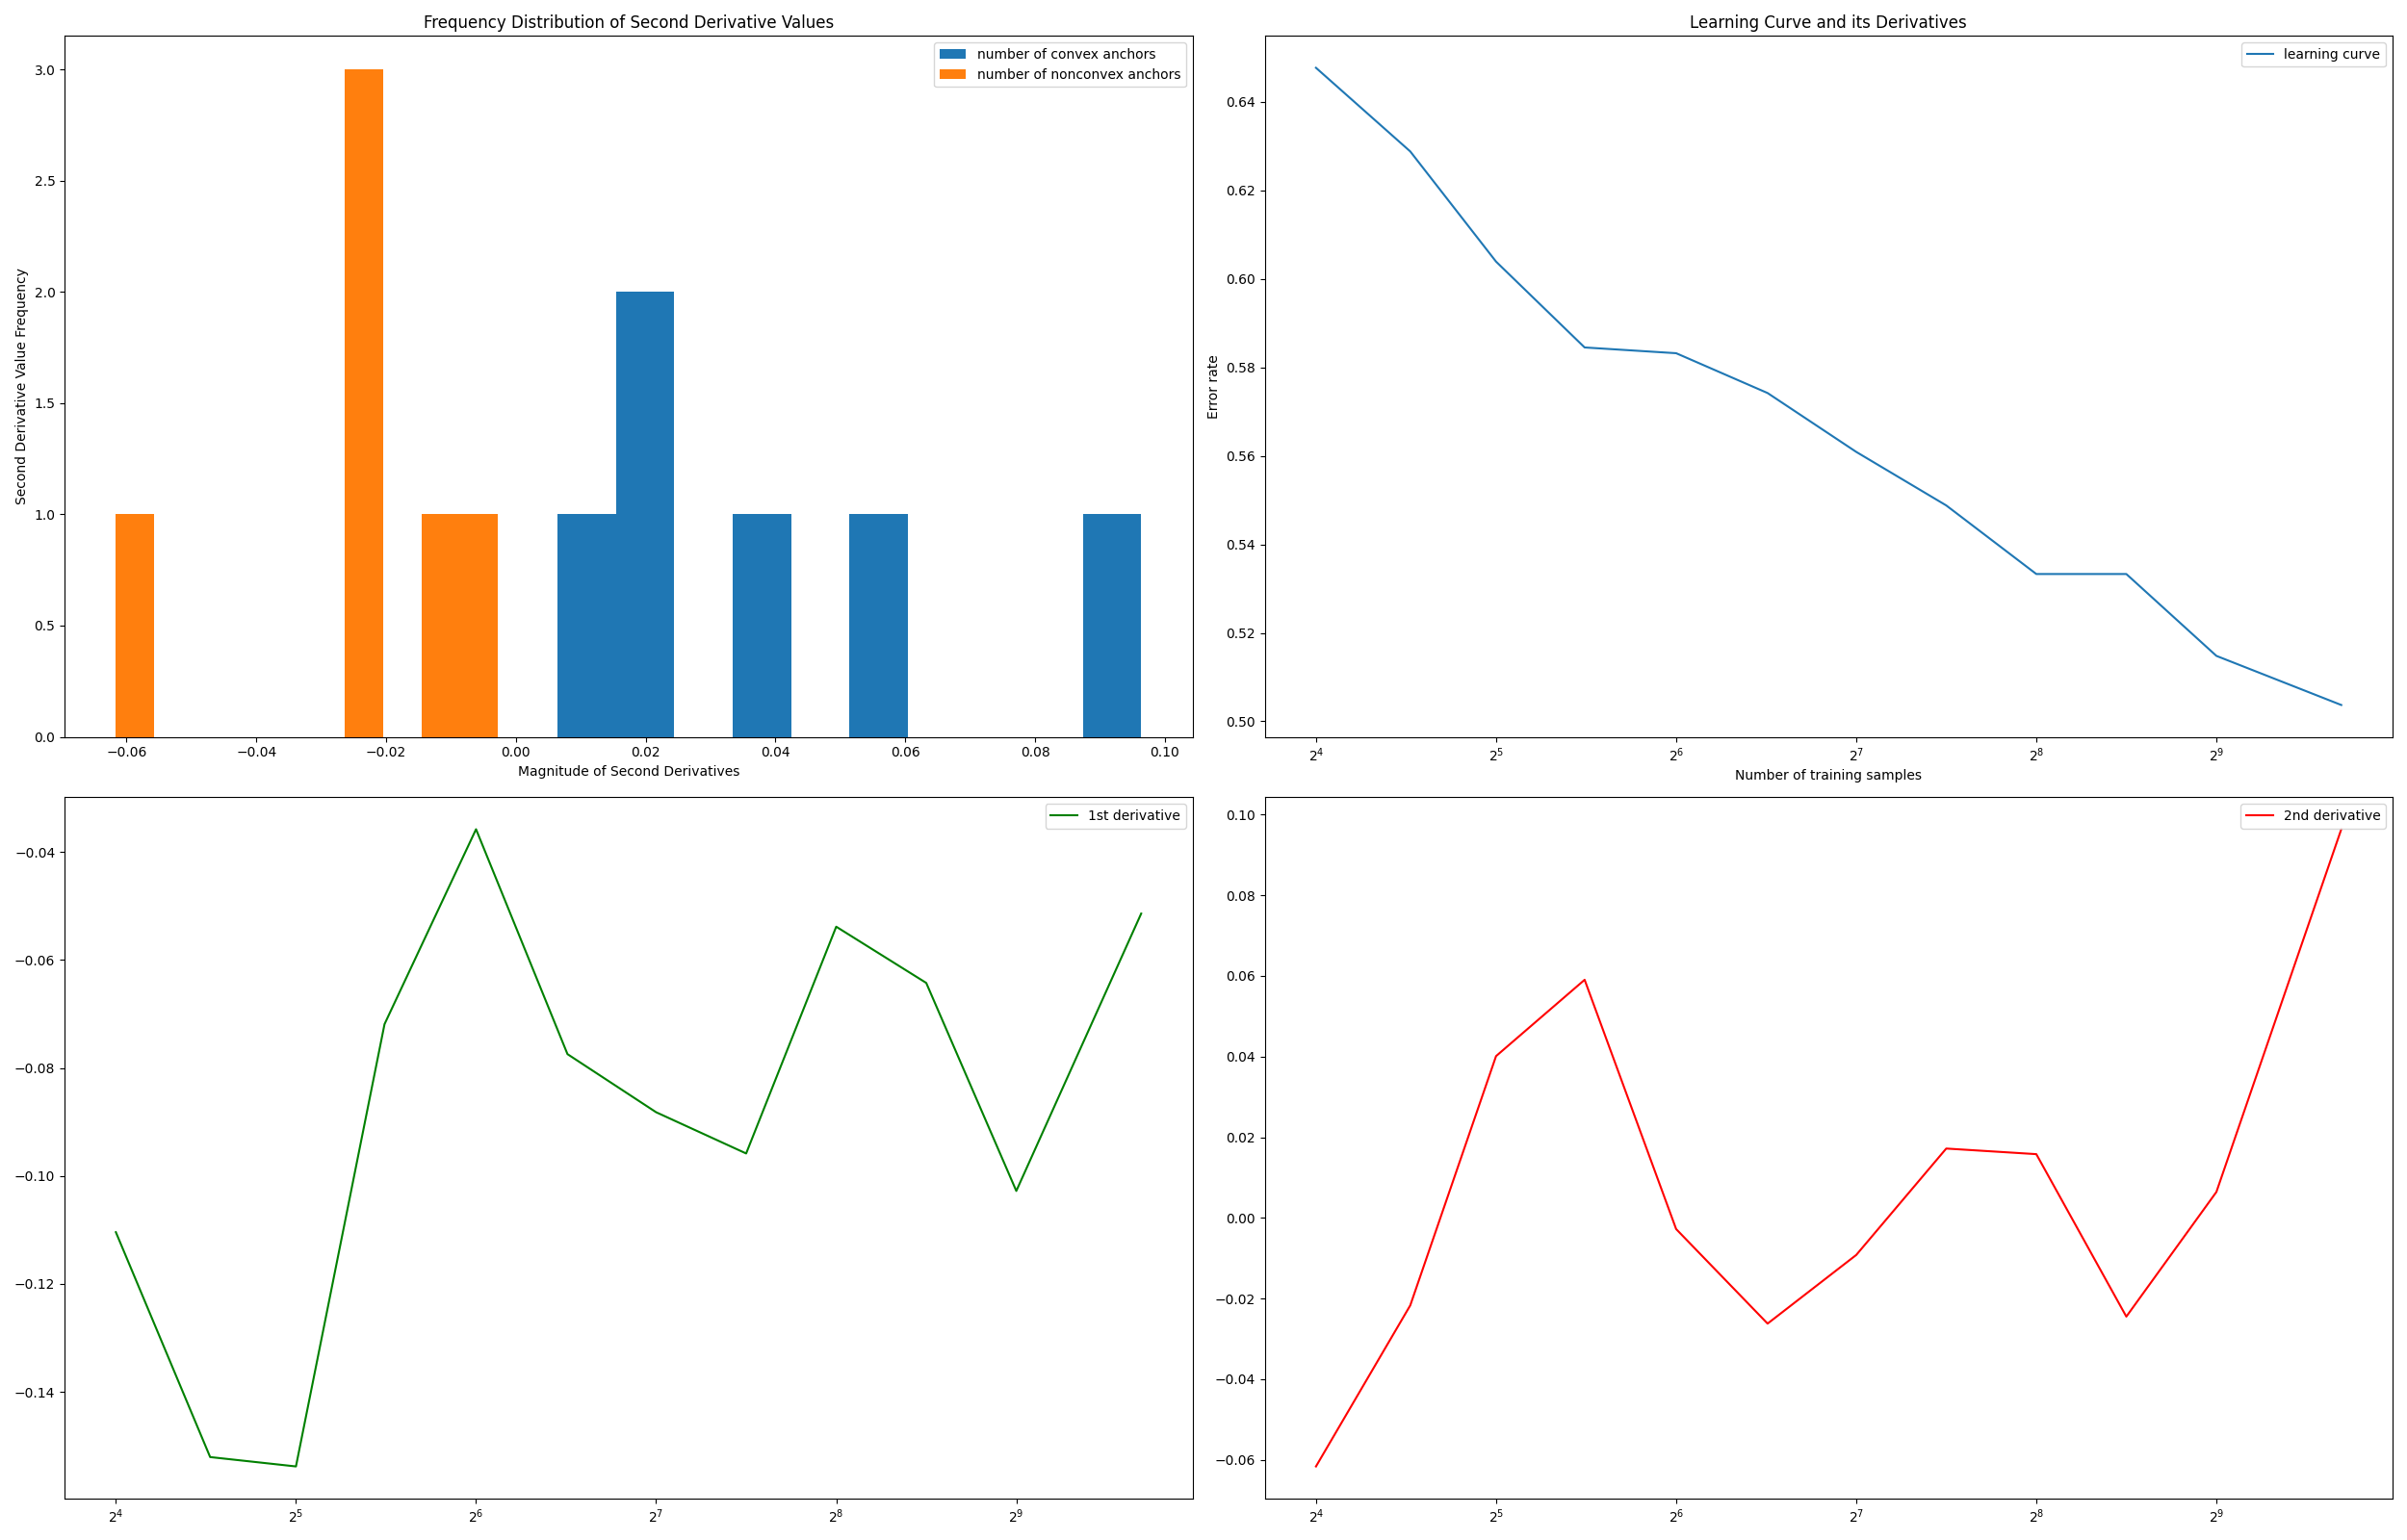 Frequency Distribution of Second Derivative Values
number of convex anchors
number of nonconvex anchors
Second Derivative Value Frequency
3.0
2.5
2.0
1.5
1.0
0.5
0.0
−0.06 −0.04 −0.02 0.00 0.02 0.04 0.06 0.08 0.10
Magnitude of Second Derivatives
Learning Curve and its Derivatives
learning curve
Error rate
0.64
0.62
0.60
0.58
0.56
0.54
0.52
0.50
2⁴ 2⁵ 2⁶ 2⁷ 2⁸ 2⁹
Number of training samples
1st derivative
−0.04
−0.06
−0.08
−0.10
−0.12
−0.14
2⁴ 2⁵ 2⁶ 2⁷ 2⁸ 2⁹
2nd derivative
0.10
0.08
0.06
0.04
0.02
0.00
−0.02
−0.04
−0.06
2⁴ 2⁵ 2⁶ 2⁷ 2⁸ 2⁹